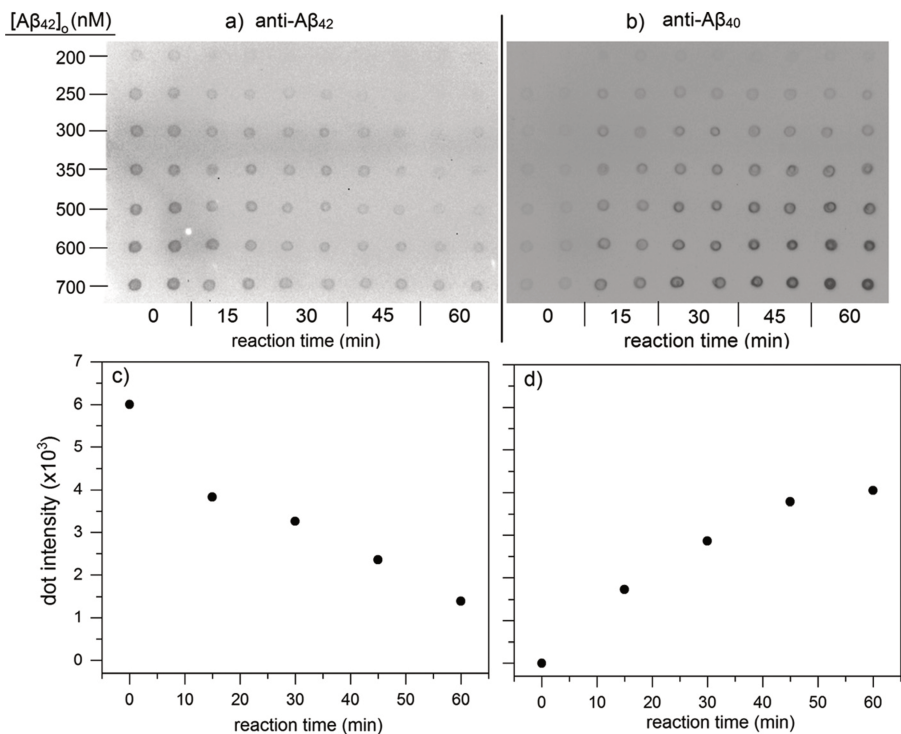 [Aβ₄₂]ₒ(nM)
a) anti-Aβ₄₂
b) anti-Aβ₄₀
200
250
300
350
500
600
700
0 | 15 | 30 | 45 | 60
reaction time (min)
0 | 15 | 30 | 45 | 60
reaction time (min)
c)
dot intensity (x10³)
7
6
5
4
3
2
1
0
0 10 20 30 40 50 60
reaction time (min)
d)
0 10 20 30 40 50 60
reaction time (min)